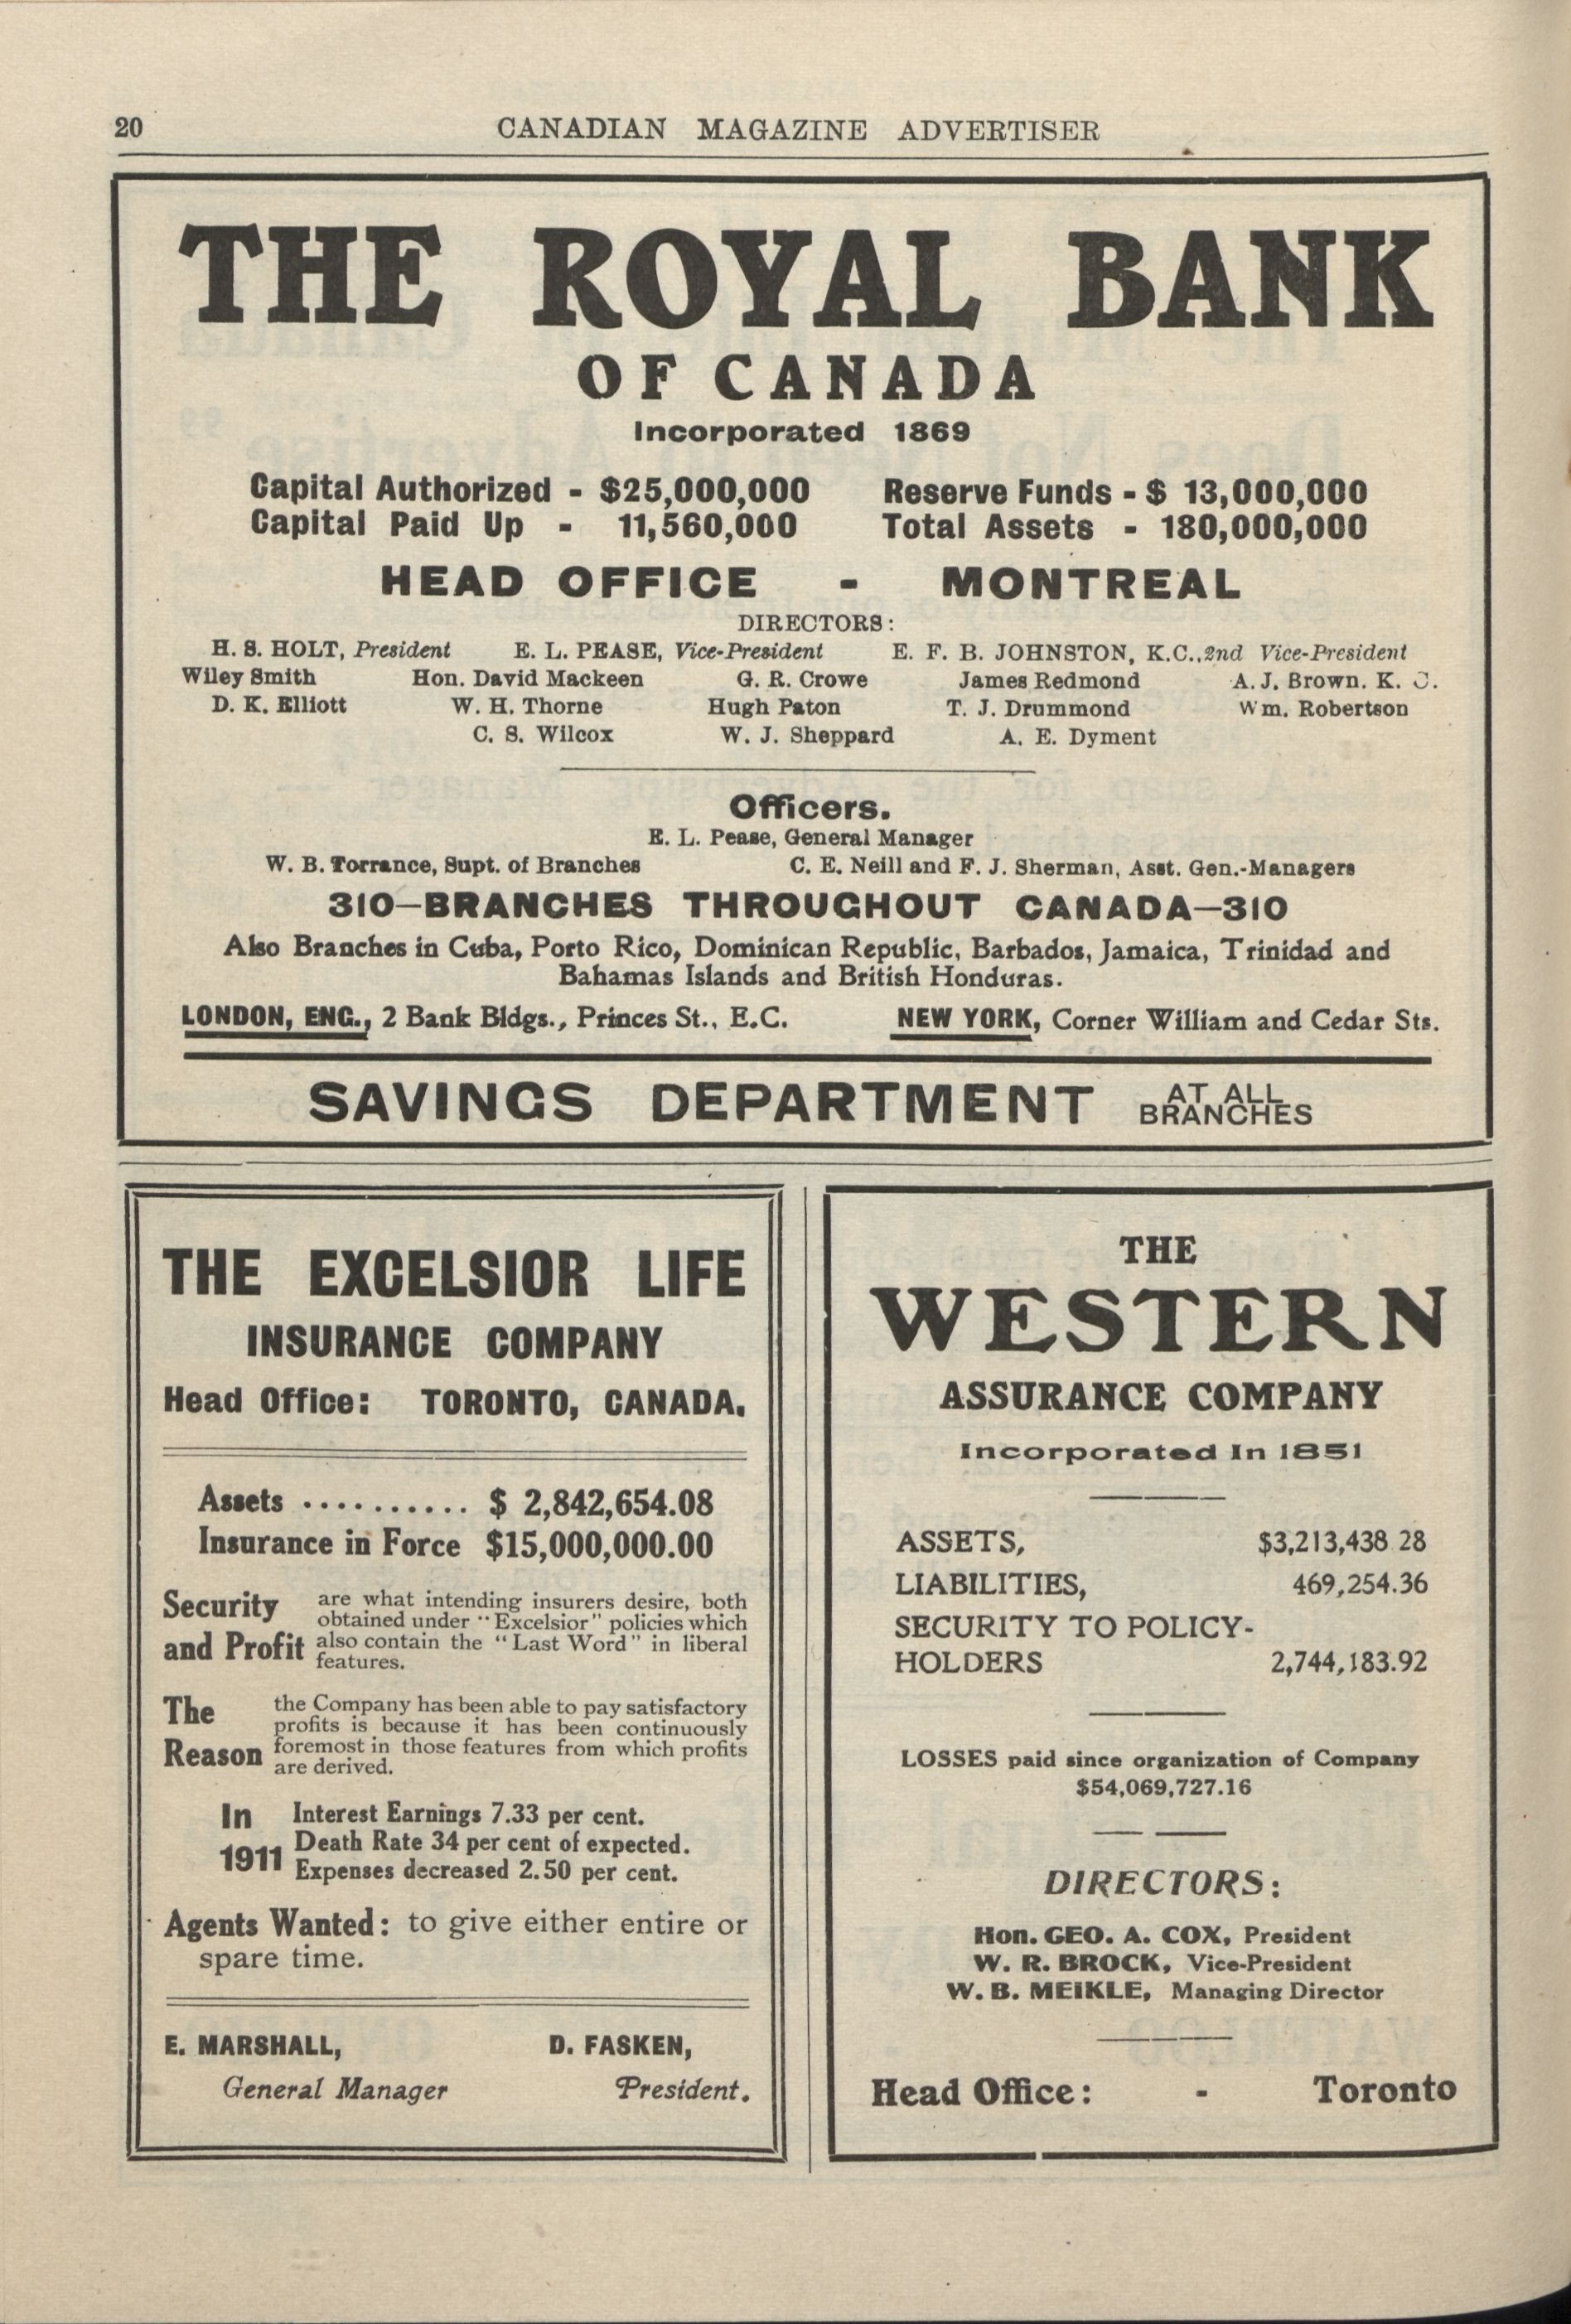 20
CANADIAN MAGAZINE ADVERTISER
THE ROYAL BANK
OF CANADA
Incorporated 1869
Capital Authorized - $25,000,000 Reserve Funds - $ 13,000,000
Capital Paid Up - 11,560,000 Total Assets - 180,000,000
HEAD OFFICE - MONTREAL
DIRECTORS:
H. S. HOLT, President E. L. PEASE, Vice-President E. F. B. JOHNSTON, K.C., 2nd Vice-President
Wiley Smith Hon. David Mackeen G. R. Crowe James Redmond A. J. Brown. K. C.
D. K. Elliott W. H. Thorne Hugh Paton T. J. Drummond Wm. Robertson
C. S. Wilcox W. J. Sheppard A. E. Dyment
Officers.
E. L. Pease, General Manager
W. B. Torrance, Supt. of Branches C. E. Neill and F. J. Sherman, Asst. Gen.-Managers
310—BRANCHES THROUGHOUT CANADA—310
Also Branches in Cuba, Porto Rico, Dominican Republic, Barbados, Jamaica, Trinidad and
Bahamas Islands and British Honduras.
LONDON, ENG., 2 Bank Bldgs., Princes St., E.C. NEW YORK, Corner William and Cedar Sts.
SAVINGS DEPARTMENT AT ALL
BRANCHES
THE EXCELSIOR LIFE
INSURANCE COMPANY
Head Office: TORONTO, CANADA.
Assets .......... $ 2,842,654.08
Insurance in Force $15,000,000.00
Security and Profit
are what intending insurers desire, both
obtained under "Excelsior" policies which
also contain the "Last Word" in liberal
features.
The Reason
the Company has been able to pay satisfactory
profits is because it has been continuously
foremost in those features from which profits
are derived.
In 1911
Interest Earnings 7.33 per cent.
Death Rate 34 per cent of expected.
Expenses decreased 2.50 per cent.
Agents Wanted: to give either entire or
spare time.
E. MARSHALL, D. FASKEN,
General Manager President.
THE
WESTERN
ASSURANCE COMPANY
Incorporated In 1851
ASSETS, $3,213,438.28
LIABILITIES, 469,254.36
SECURITY TO POLICY-
HOLDERS 2,744,183.92
LOSSES paid since organization of Company
$54,069,727.16
DIRECTORS:
Hon. GEO. A. COX, President
W. R. BROCK, Vice-President
W. B. MEIKLE, Managing Director
Head Office: - Toronto